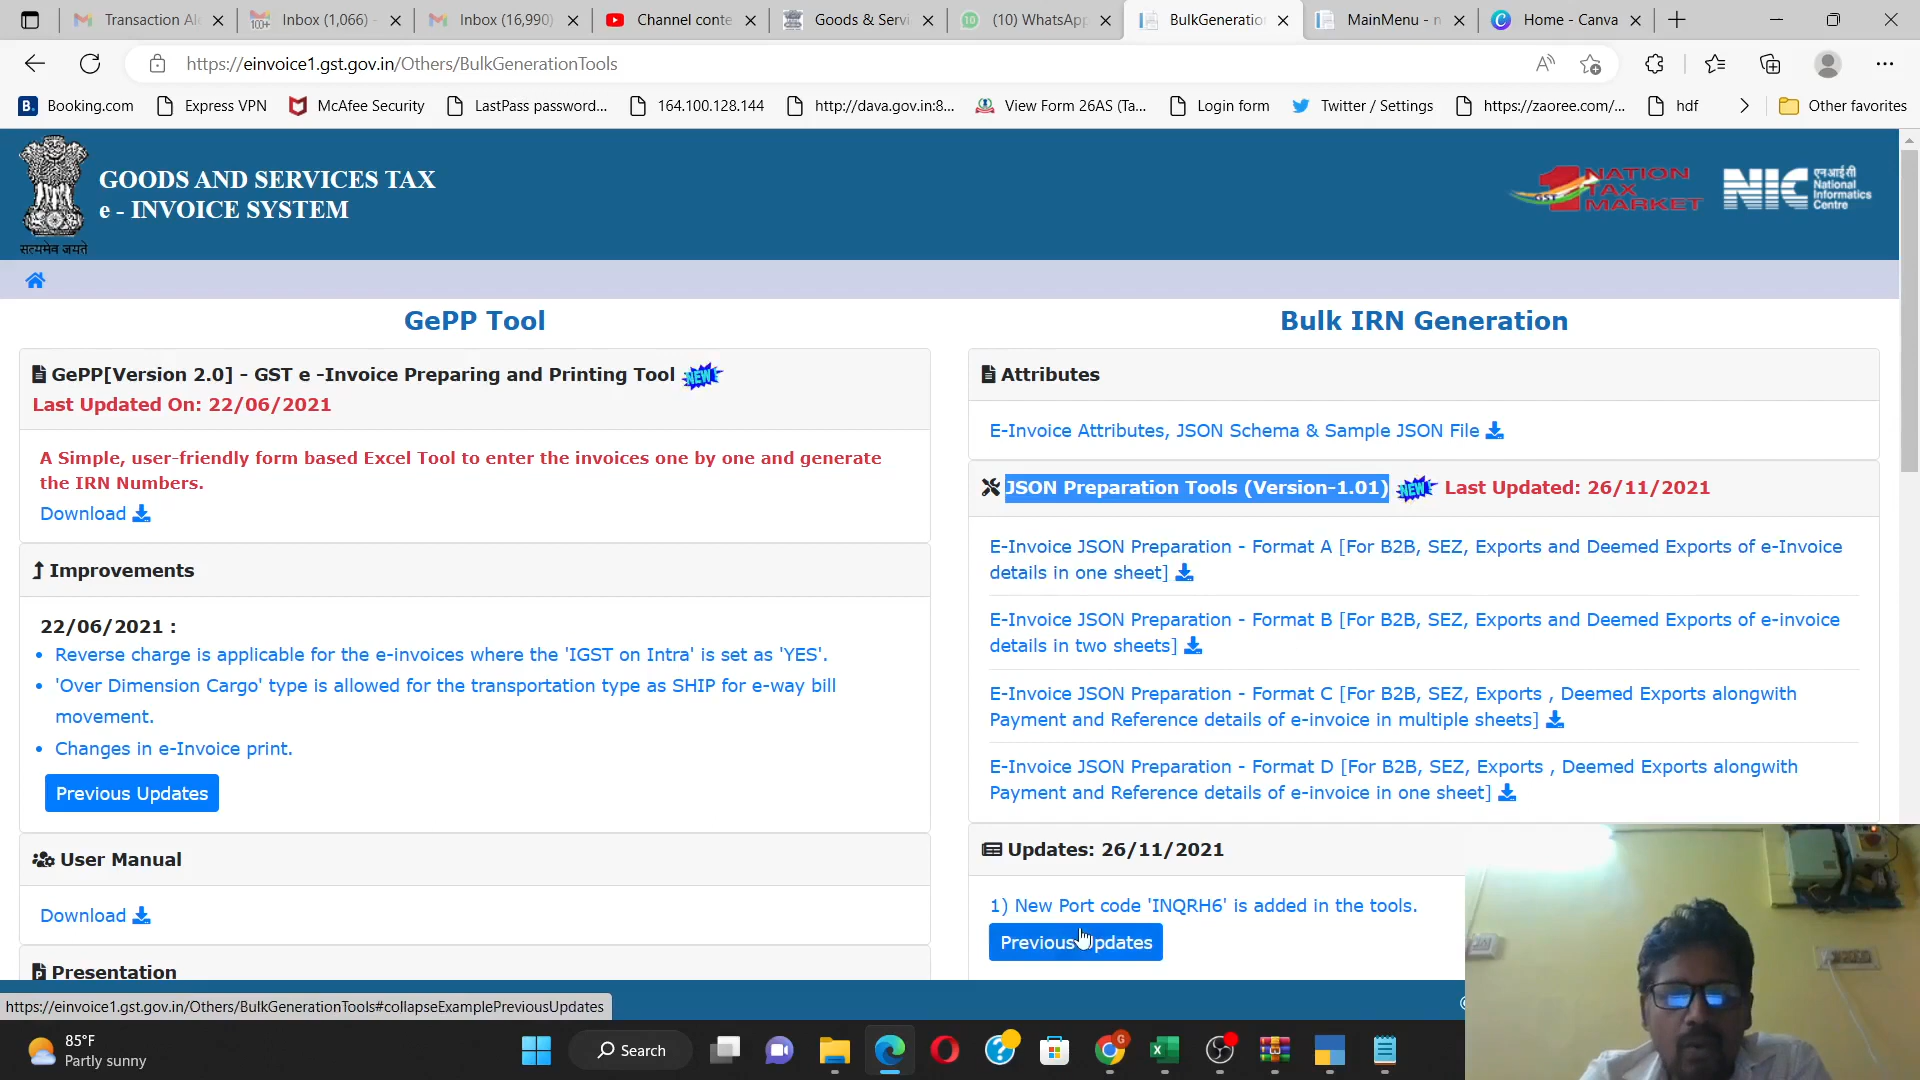 Transaction Al
Inbox (1,066) -
Inbox (16,990)
Channel conte
Goods & Servi
(10) WhatsApp
BulkGeneratio
MainMenu - n
Home - Canva
https://einvoice1.gst.gov.in/Others/BulkGenerationTools
Booking.com
Express VPN
McAfee Security
LastPass password...
164.100.128.144
http://dava.gov.in:8...
View Form 26AS (Ta...
Login form
Twitter / Settings
https://zaoree.com/...
hdf
Other favorites
सत्यमेव जयते
GOODS AND SERVICES TAX
e - INVOICE SYSTEM
GST
1 NATION
TAX
MARKET
NIC
एनआईसी
National
Informatics
Centre
GePP Tool
GePP[Version 2.0] - GST e -Invoice Preparing and Printing Tool NEW
Last Updated On: 22/06/2021
A Simple, user-friendly form based Excel Tool to enter the invoices one by one and generate
the IRN Numbers.
Download
Improvements
22/06/2021 :
• Reverse charge is applicable for the e-invoices where the 'IGST on Intra' is set as 'YES'.
• 'Over Dimension Cargo' type is allowed for the transportation type as SHIP for e-way bill
movement.
• Changes in e-Invoice print.
Previous Updates
User Manual
Download
Presentation
Bulk IRN Generation
Attributes
E-Invoice Attributes, JSON Schema & Sample JSON File
JSON Preparation Tools (Version-1.01) NEW Last Updated: 26/11/2021
E-Invoice JSON Preparation - Format A [For B2B, SEZ, Exports and Deemed Exports of e-Invoice
details in one sheet]
E-Invoice JSON Preparation - Format B [For B2B, SEZ, Exports and Deemed Exports of e-invoice
details in two sheets]
E-Invoice JSON Preparation - Format C [For B2B, SEZ, Exports , Deemed Exports alongwith
Payment and Reference details of e-invoice in multiple sheets]
E-Invoice JSON Preparation - Format D [For B2B, SEZ, Exports , Deemed Exports alongwith
Payment and Reference details of e-invoice in one sheet]
Updates: 26/11/2021
1) New Port code 'INQRH6' is added in the tools.
Previous Updates
https://einvoice1.gst.gov.in/Others/BulkGenerationTools#collapseExamplePreviousUpdates
85°F
Partly sunny
Search